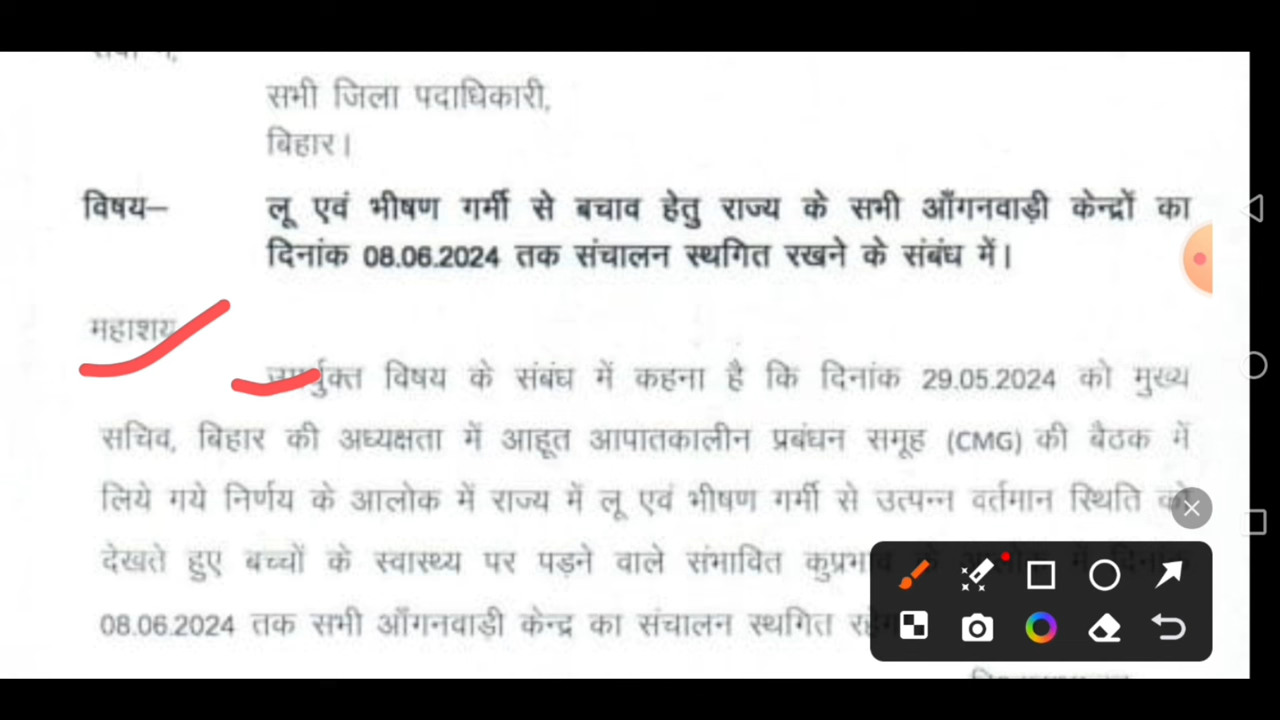 सभी जिला पदाधिकारी,
बिहार।
विषय– लू एवं भीषण गर्मी से बचाव हेतु राज्य के सभी आँगनवाड़ी केन्द्रों का
दिनांक 08.06.2024 तक संचालन स्थगित रखने के संबंध में।
महाशय
उपर्युक्त विषय के संबंध में कहना है कि दिनांक 29.05.2024 को मुख्य
सचिव, बिहार की अध्यक्षता में आहूत आपातकालीन प्रबंधन समूह (CMG) की बैठक में
लिये गये निर्णय के आलोक में राज्य में लू एवं भीषण गर्मी से उत्पन्न वर्तमान स्थिति को
देखते हुए बच्चों के स्वास्थ्य पर पड़ने वाले संभावित कुप्रभाव के आलोक में दिनांक
08.06.2024 तक सभी आँगनवाड़ी केन्द्र का संचालन स्थगित